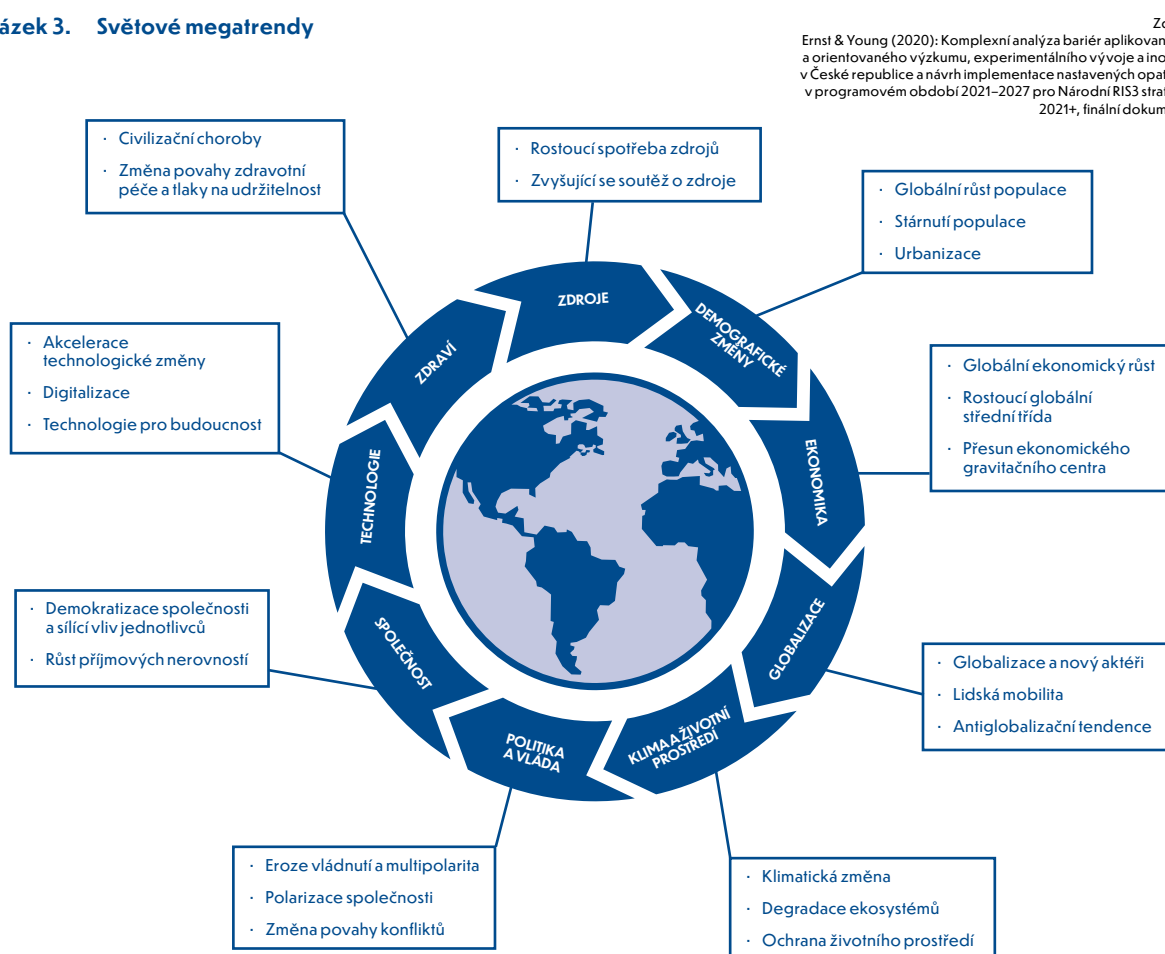 ázek 3. Světové megatrendy
Zd
Ernst & Young (2020): Komplexní analýza bariér aplikovan
a orientovaného výzkumu, experimentálního vývoje a ino
v České republice a návrh implementace nastavených opat
v programovém období 2021–2027 pro Národní RIS3 strat
2021+, finální dokum
· Civilizační choroby
· Změna povahy zdravotní
péče a tlaky na udržitelnost
· Rostoucí spotřeba zdrojů
· Zvyšující se soutěž o zdroje
· Globální růst populace
· Stárnutí populace
· Urbanizace
· Akcelerace
technologické změny
· Digitalizace
· Technologie pro budoucnost
· Globální ekonomický růst
· Rostoucí globální
střední třída
· Přesun ekonomického
gravitačního centra
ZDROJE
DEMOGRAFICKÉ
ZMĚNY
EKONOMIKA
GLOBALIZACE
KLIMA A ŽIVOTNÍ
PROSTŘEDÍ
POLITIKA
A VLÁDA
SPOLEČNOST
TECHNOLOGIE
ZDRAVÍ
· Demokratizace společnosti
a sílící vliv jednotlivců
· Růst příjmových nerovností
· Globalizace a nový aktéři
· Lidská mobilita
· Antiglobalizační tendence
· Eroze vládnutí a multipolarita
· Polarizace společnosti
· Změna povahy konfliktů
· Klimatická změna
· Degradace ekosystémů
· Ochrana životního prostředí